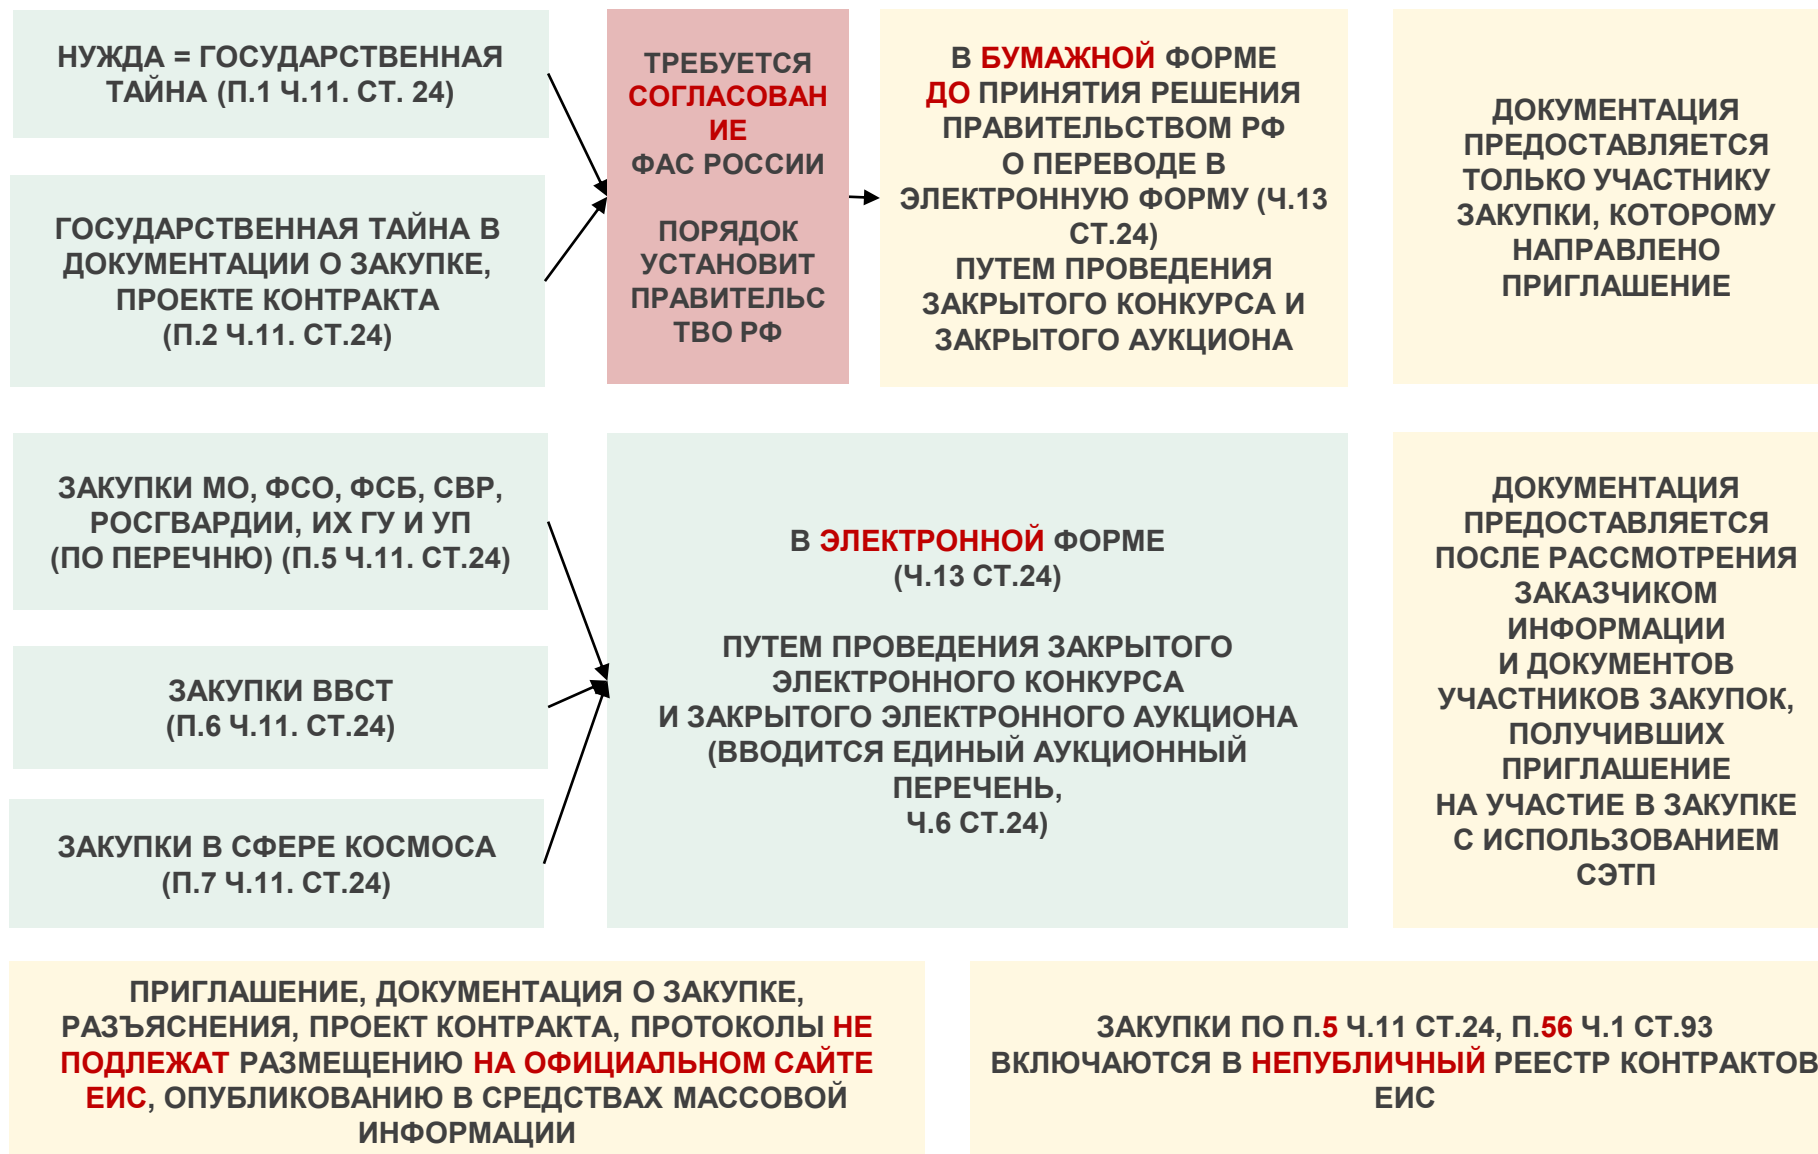 НУЖДА = ГОСУДАРСТВЕННАЯ
ТАЙНА (П.1 Ч.11. СТ. 24)
ГОСУДАРСТВЕННАЯ ТАЙНА В
ДОКУМЕНТАЦИИ О ЗАКУПКЕ,
ПРОЕКТЕ КОНТРАКТА
(П.2 Ч.11. СТ.24)
ТРЕБУЕТСЯ
СОГЛАСОВАН
ИЕ
ФАС РОССИИ
ПОРЯДОК
УСТАНОВИТ
ПРАВИТЕЛЬС
ТВО РФ
В БУМАЖНОЙ ФОРМЕ
ДО ПРИНЯТИЯ РЕШЕНИЯ
ПРАВИТЕЛЬСТВОМ РФ
О ПЕРЕВОДЕ В
ЭЛЕКТРОННУЮ ФОРМУ (Ч.13
СТ.24)
ПУТЕМ ПРОВЕДЕНИЯ
ЗАКРЫТОГО КОНКУРСА И
ЗАКРЫТОГО АУКЦИОНА
ДОКУМЕНТАЦИЯ
ПРЕДОСТАВЛЯЕТСЯ
ТОЛЬКО УЧАСТНИКУ
ЗАКУПКИ, КОТОРОМУ
НАПРАВЛЕНО
ПРИГЛАШЕНИЕ
ЗАКУПКИ МО, ФСО, ФСБ, СВР,
РОСГВАРДИИ, ИХ ГУ И УП
(ПО ПЕРЕЧНЮ) (П.5 Ч.11. СТ.24)
ЗАКУПКИ ВВСТ
(П.6 Ч.11. СТ.24)
ЗАКУПКИ В СФЕРЕ КОСМОСА
(П.7 Ч.11. СТ.24)
В ЭЛЕКТРОННОЙ ФОРМЕ
(Ч.13 СТ.24)
ПУТЕМ ПРОВЕДЕНИЯ ЗАКРЫТОГО
ЭЛЕКТРОННОГО КОНКУРСА
И ЗАКРЫТОГО ЭЛЕКТРОННОГО АУКЦИОНА
(ВВОДИТСЯ ЕДИНЫЙ АУКЦИОННЫЙ
ПЕРЕЧЕНЬ,
Ч.6 СТ.24)
ДОКУМЕНТАЦИЯ
ПРЕДОСТАВЛЯЕТСЯ
ПОСЛЕ РАССМОТРЕНИЯ
ЗАКАЗЧИКОМ
ИНФОРМАЦИИ
И ДОКУМЕНТОВ
УЧАСТНИКОВ ЗАКУПОК,
ПОЛУЧИВШИХ
ПРИГЛАШЕНИЕ
НА УЧАСТИЕ В ЗАКУПКЕ
С ИСПОЛЬЗОВАНИЕМ
СЭТП
ПРИГЛАШЕНИЕ, ДОКУМЕНТАЦИЯ О ЗАКУПКЕ,
РАЗЪЯСНЕНИЯ, ПРОЕКТ КОНТРАКТА, ПРОТОКОЛЫ НЕ
ПОДЛЕЖАТ РАЗМЕЩЕНИЮ НА ОФИЦИАЛЬНОМ САЙТЕ
ЕИС, ОПУБЛИКОВАНИЮ В СРЕДСТВАХ МАССОВОЙ
ИНФОРМАЦИИ
ЗАКУПКИ ПО П.5 Ч.11 СТ.24, П.56 Ч.1 СТ.93
ВКЛЮЧАЮТСЯ В НЕПУБЛИЧНЫЙ РЕЕСТР КОНТРАКТОВ
ЕИС